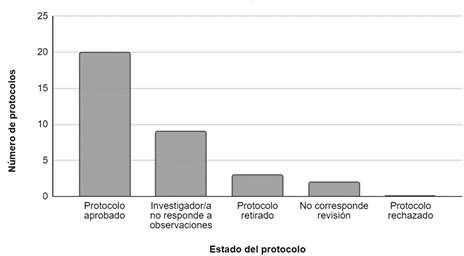 Número de protocolos
25
20
15
10
5
0
Protocolo aprobado
Investigador/a no responde a observaciones
Protocolo retirado
No corresponde revisión
Protocolo rechazado
Estado del protocolo